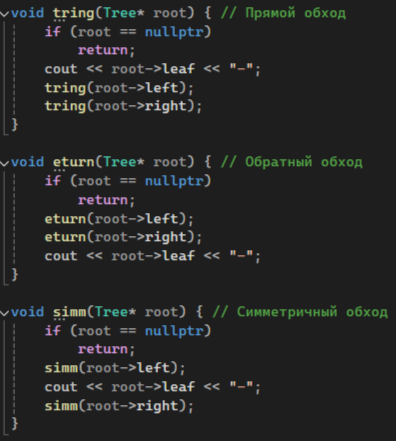 void tring(Tree* root) { // Прямой обход
if (root == nullptr)
return;
cout << root->leaf << "-";
tring(root->left);
tring(root->right);
}
void eturn(Tree* root) { // Обратный обход
if (root == nullptr)
return;
eturn(root->left);
eturn(root->right);
cout << root->leaf << "-";
}
void simm(Tree* root) { // Симметричный обход
if (root == nullptr)
return;
simm(root->left);
cout << root->leaf << "-";
simm(root->right);
}